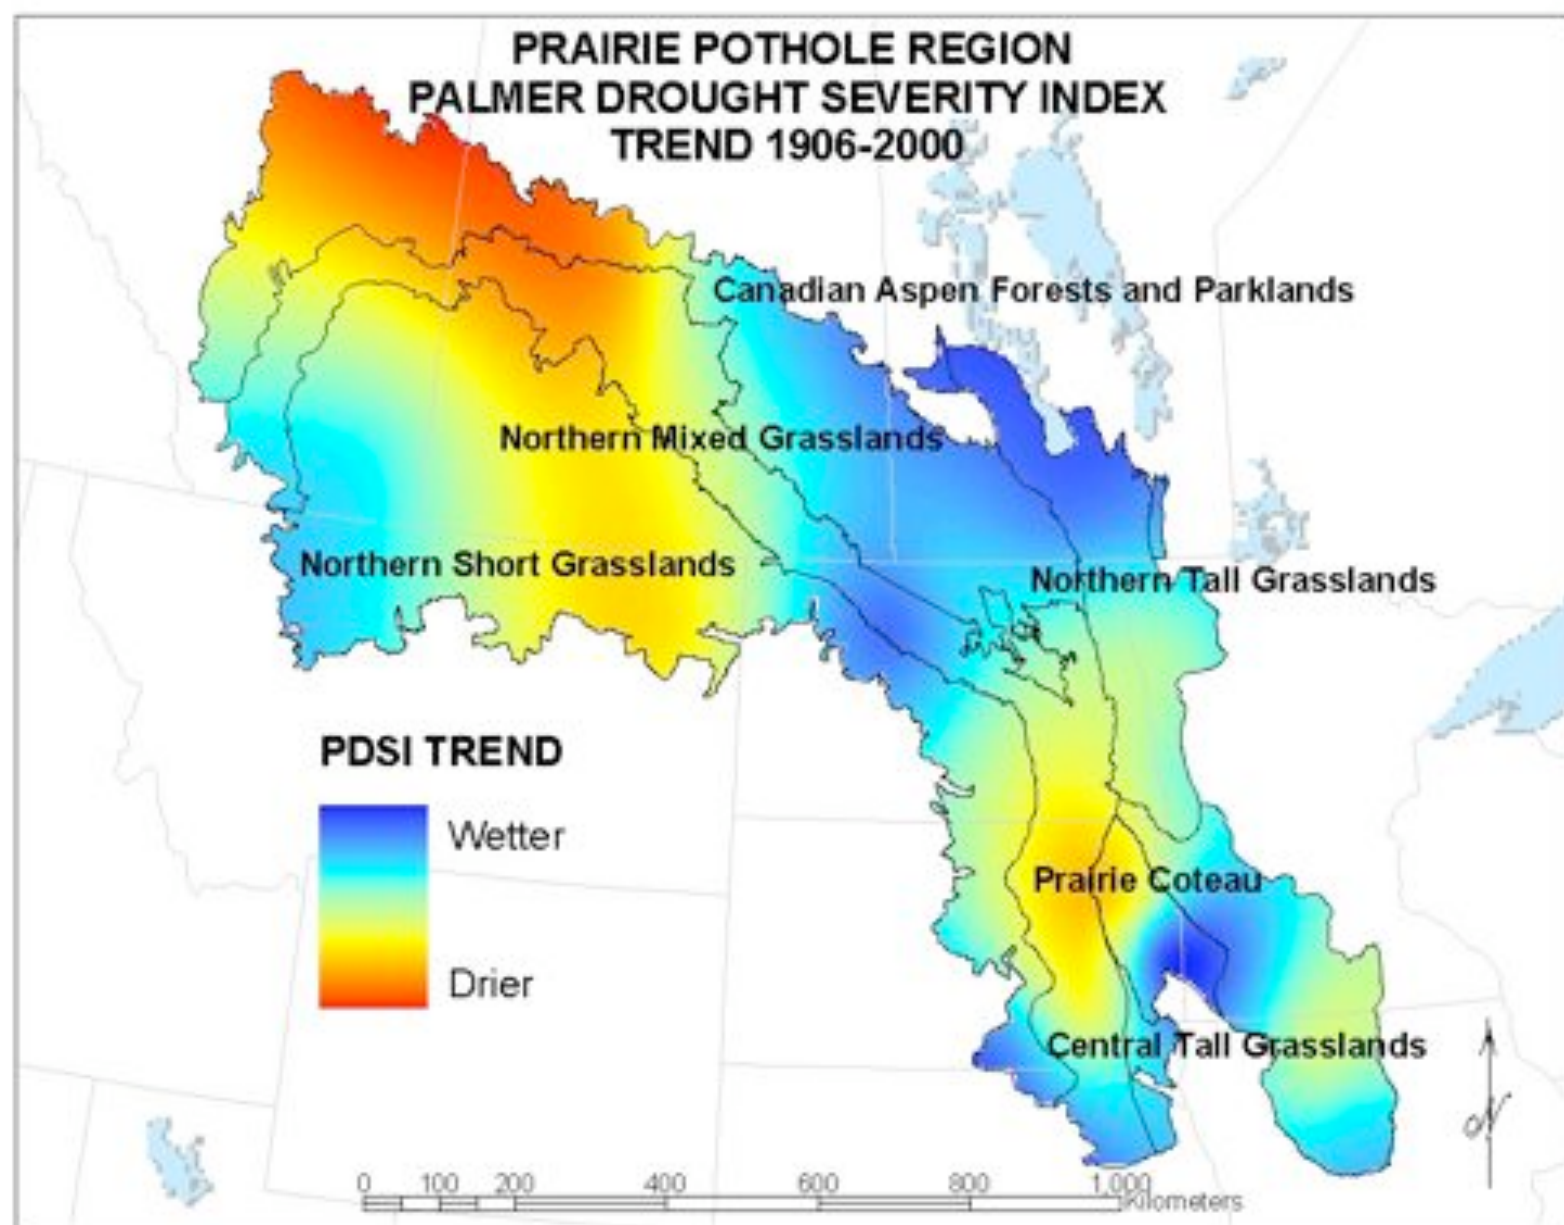 PRAIRIE POTHOLE REGION
PALMER DROUGHT SEVERITY INDEX
TREND 1906-2000
Canadian Aspen Forests and Parklands
Northern Mixed Grasslands
Northern Short Grasslands
Northern Tall Grasslands
PDSI TREND
Wetter
Drier
Prairie Coteau
Central Tall Grasslands
N
0 100 200 400 600 800 1,000
Kilometers